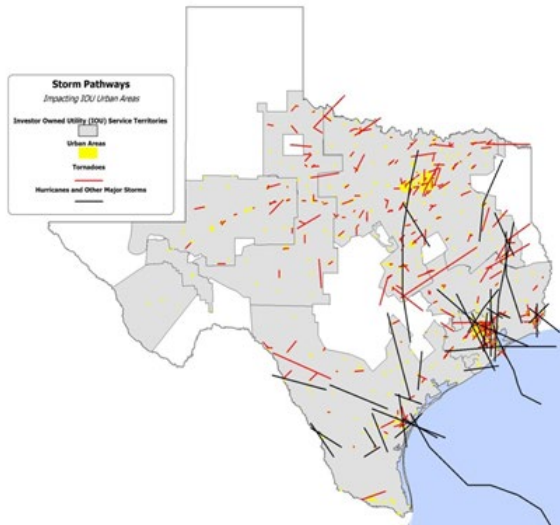 Storm Pathways
Impacting IOU Urban Areas
Investor Owned Utility (IOU) Service Territories
Urban Areas
Tornadoes
Hurricanes and Other Major Storms